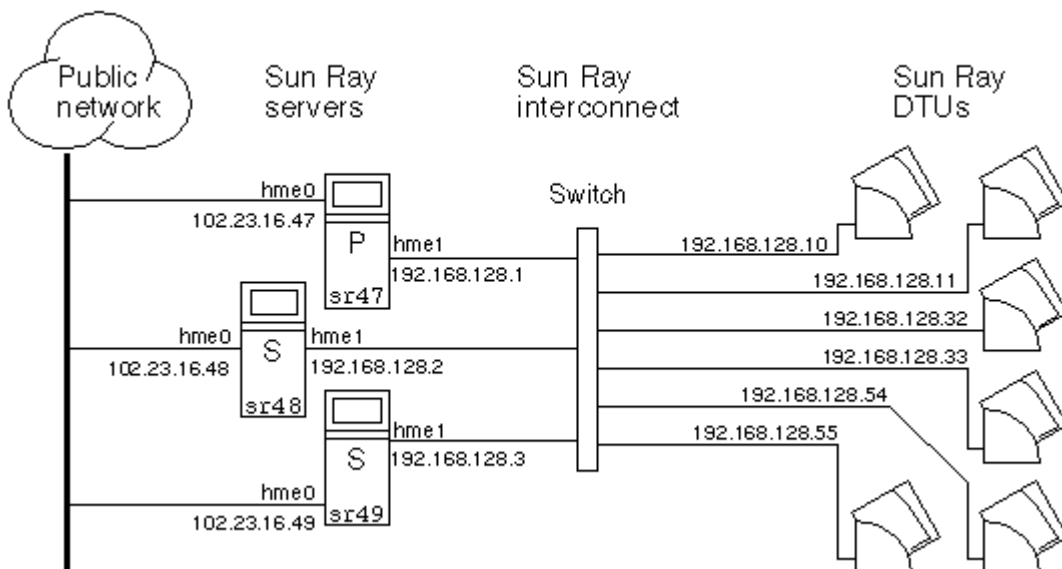 Public
network
Sun Ray
servers
Sun Ray
interconnect
Sun Ray
DTUs
Switch
hme0
102.23.16.47
P
sr47
hme1
192.168.128.1
hme0
102.23.16.48
S
sr48
hme1
192.168.128.2
hme0
102.23.16.49
S
sr49
hme1
192.168.128.3
192.168.128.10
192.168.128.11
192.168.128.32
192.168.128.33
192.168.128.54
192.168.128.55